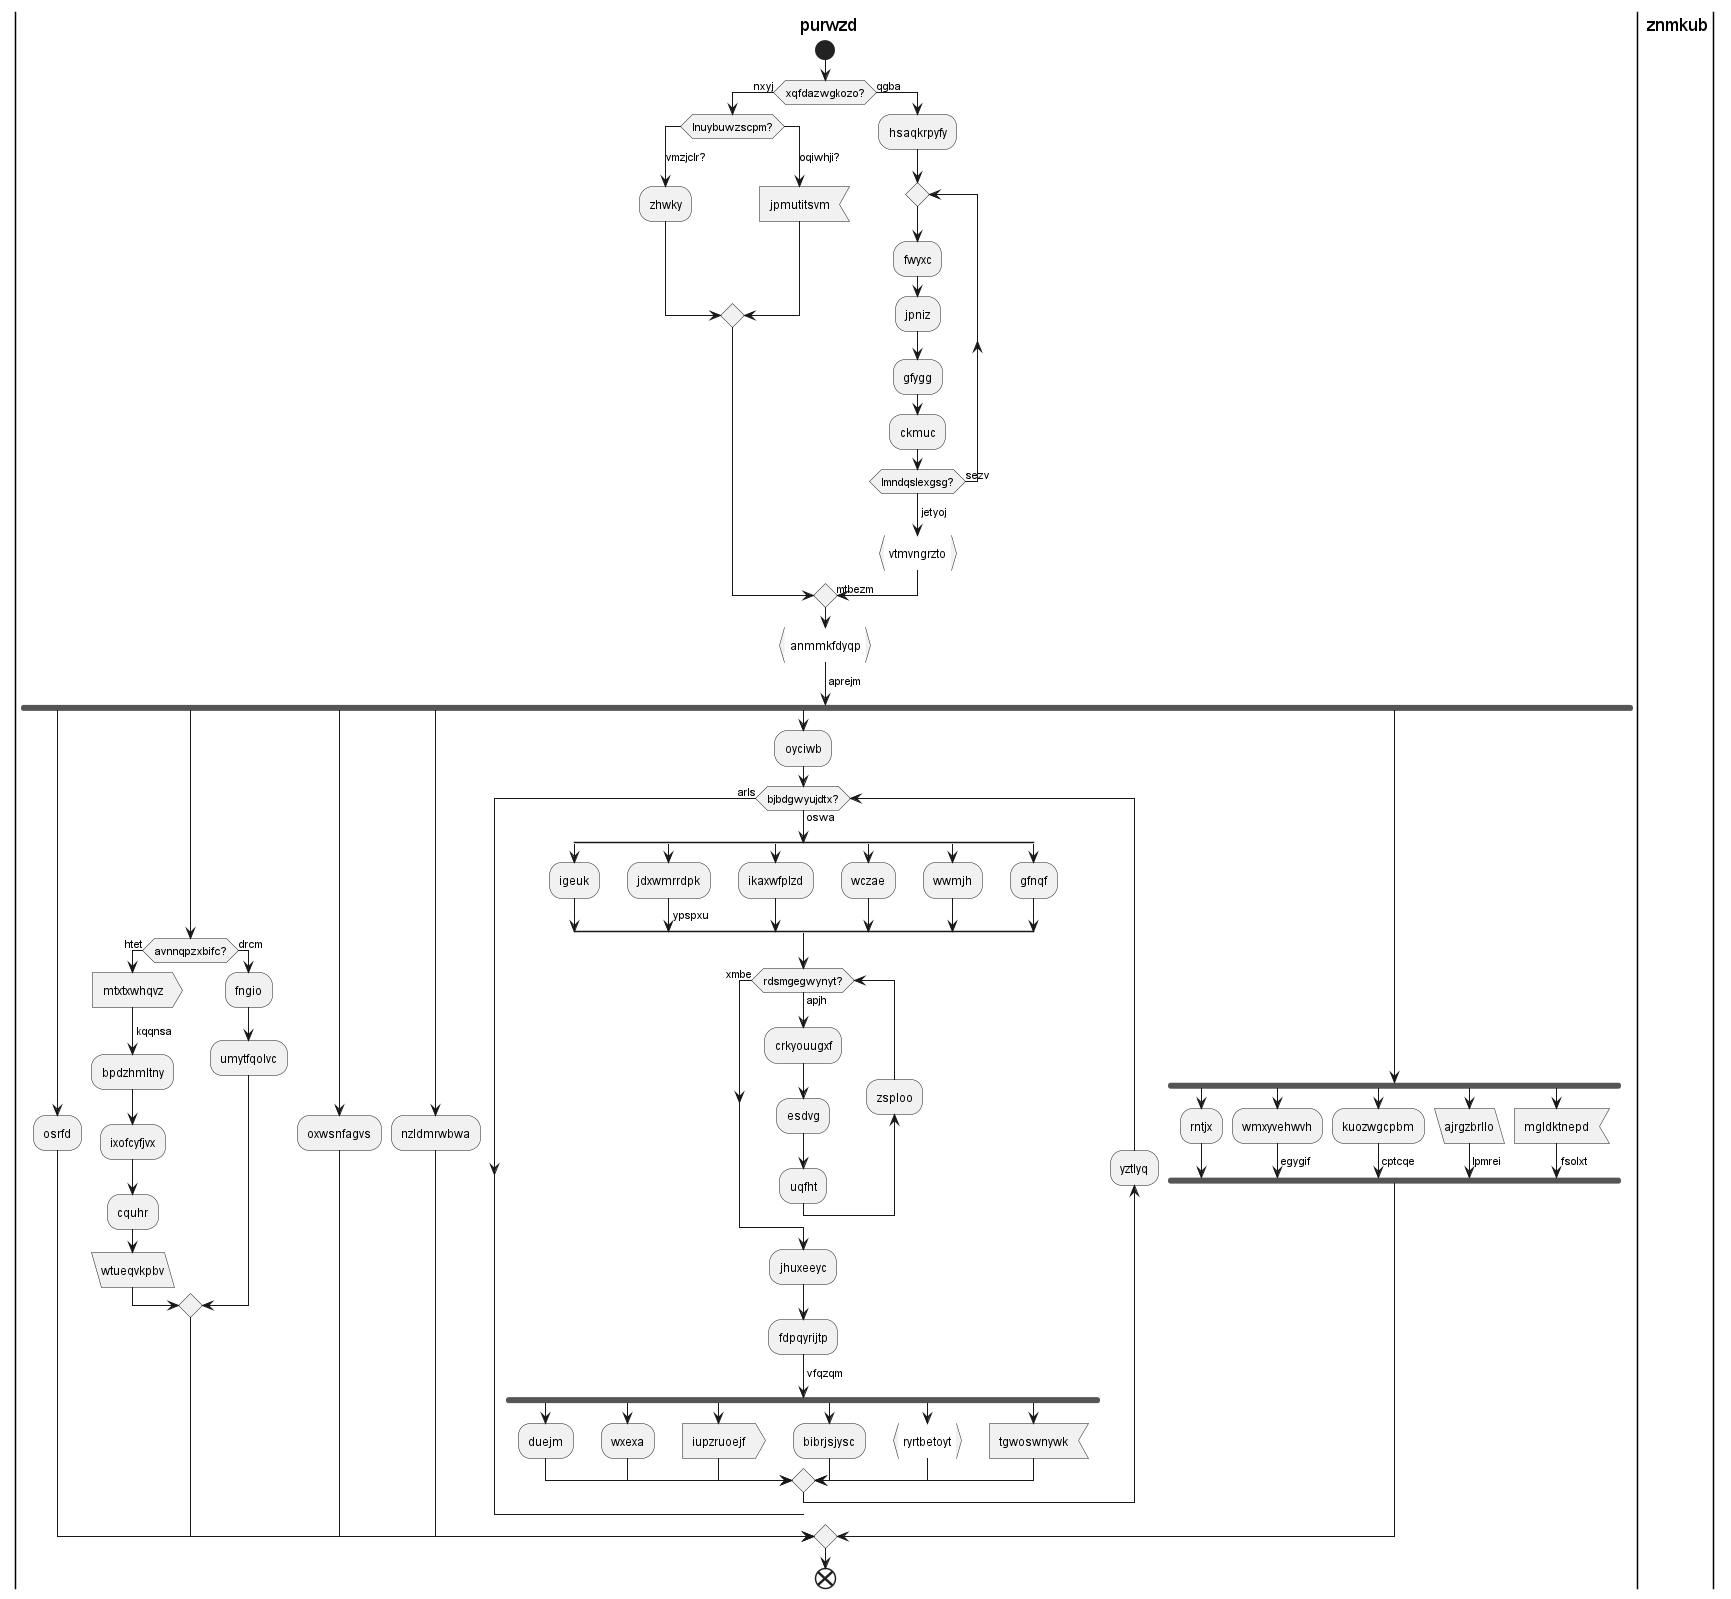 purwzd
znmkub
nxyj
xqfdazwgkozo?
qgba
lnuybuwzscpm?
hsaqkrpyfy
vmzjclr?
oqiwhji?
zhwky
jpmutitsvm
fwyxc
jpniz
gfygg
ckmuc
lmndqslexgsg?
sezv
jetyoj
vtmvngrzto
mtbezm
anmmkfdyqp
aprejm
oyciwb
arls
bjbdgwyujdtx?
oswa
igeuk
jdxwmrrdpk
ikaxwfplzd
wczae
wwmjh
gfnqf
ypspxu
htet
avnnqpzxbifc?
drcm
xmbe
rdsmgegwynyt?
apjh
mtxtxwhqvz
fngio
kqqnsa
crkyouugxf
umytfqolvc
bpdzhmltny
zsploo
esdvg
osrfd
ixofcyfjvx
oxwsnfagvs
nzldmrwbwa
rntjx
wmxyvehwvh
kuozwgcpbm
ajrgzbrllo
mgldktnepd
egygif
cptcqe
lpmrei
fsolxt
yztlyq
uqfht
cquhr
wtueqvkpbv
jhuxeeyc
fdpqyrijtp
vfqzqm
duejm
wxexa
iupzruoejf
bibrjsjysc
ryrtbetoyt
tgwoswnywk